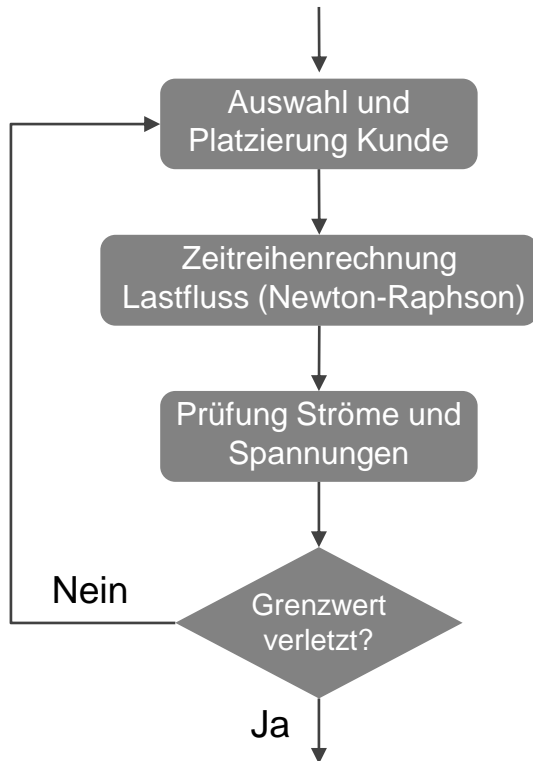 Auswahl und
Platzierung Kunde
Zeitreihenrechnung
Lastfluss (Newton-Raphson)
Prüfung Ströme und
Spannungen
Nein
Grenzwert
verletzt?
Ja